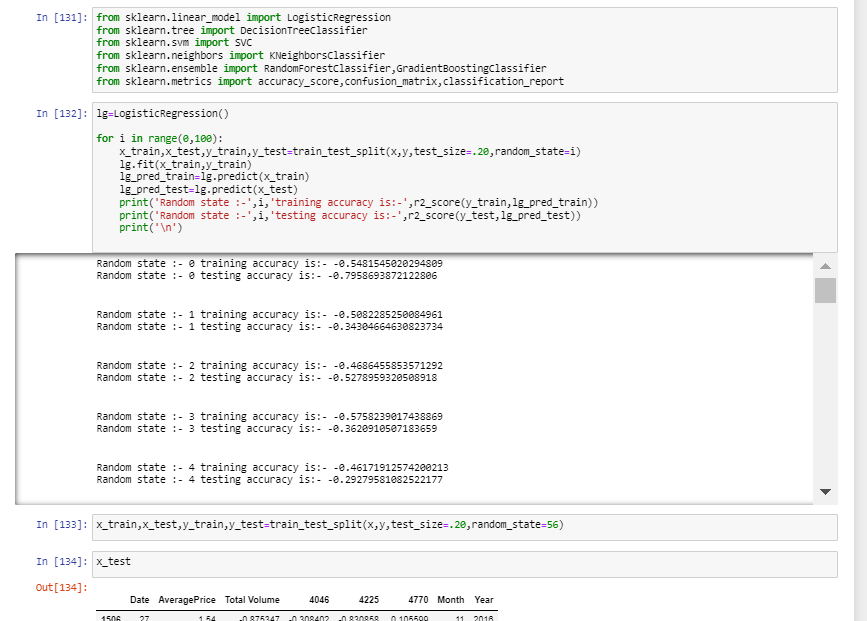 In [131]: from sklearn.linear_model import LogisticRegression
from sklearn.tree import DecisionTreeClassifier
from sklearn.svm import SVC
from sklearn.neighbors import KNeighborsClassifier
from sklearn.ensemble import RandomForestClassifier,GradientBoostingClassifier
from sklearn.metrics import accuracy_score,confusion_matrix,classification_report
In [132]: lg=LogisticRegression()
for i in range(0,100):
x_train,x_test,y_train,y_test=train_test_split(x,y,test_size=.20,random_state=i)
lg.fit(x_train,y_train)
lg_pred_train=lg.predict(x_train)
lg_pred_test=lg.predict(x_test)
print('Random state :-',i,'training accuracy is:-',r2_score(y_train,lg_pred_train))
print('Random state :-',i,'testing accuracy is:-',r2_score(y_test,lg_pred_test))
print('\n')
Random state :- 0 training accuracy is:- -0.5481545020294809
Random state :- 0 testing accuracy is:- -0.7958693872122806
Random state :- 1 training accuracy is:- -0.5082285250084961
Random state :- 1 testing accuracy is:- -0.34304664630823734
Random state :- 2 training accuracy is:- -0.4686455853571292
Random state :- 2 testing accuracy is:- -0.5278959320508918
Random state :- 3 training accuracy is:- -0.5758239017438869
Random state :- 3 testing accuracy is:- -0.3620910507183659
Random state :- 4 training accuracy is:- -0.46171912574200213
Random state :- 4 testing accuracy is:- -0.29279581082522177
In [133]: x_train,x_test,y_train,y_test=train_test_split(x,y,test_size=.20,random_state=56)
In [134]: x_test
Out[134]:
Date AveragePrice Total Volume 4046 4225 4770 Month Year
1506 27 1.54 -0.875347 -0.308402 -0.830858 0.105599 11 2016